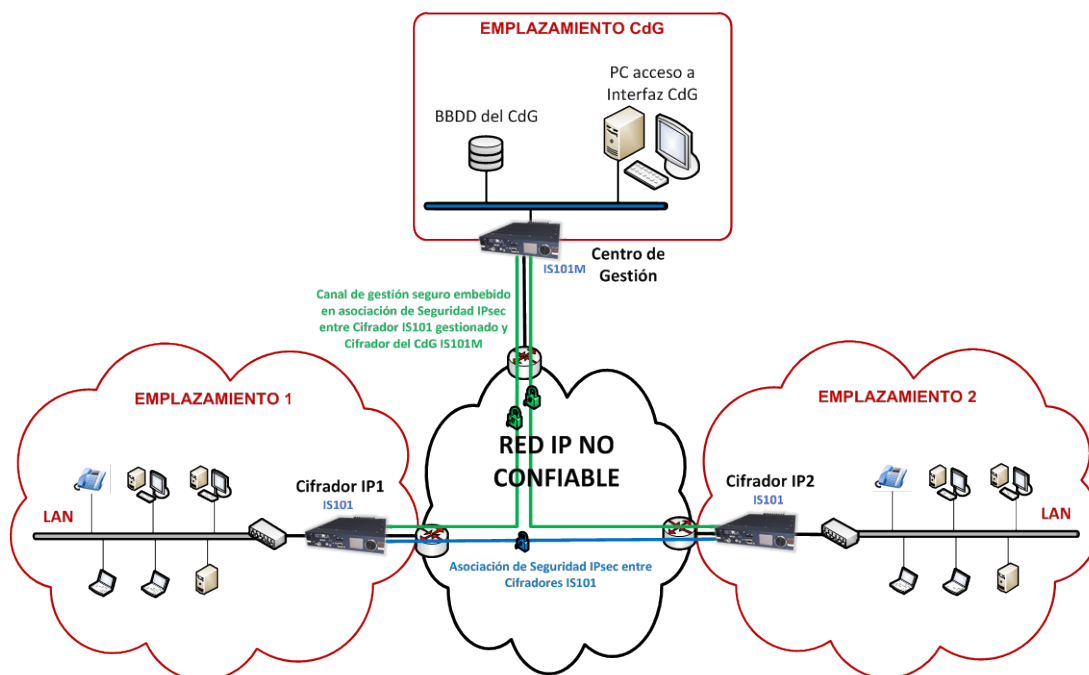 EMPLAZAMIENTO CdG
PC acceso a
Interfaz CdG
BBDD del CdG
Centro de
Gestión
IS101M
Canal de gestión seguro embebido
en asociación de Seguridad IPsec
entre Cifrador IS101 gestionado y
Cifrador del CdG IS101M
EMPLAZAMIENTO 1
Cifrador IP1
IS101
LAN
RED IP NO
CONFIABLE
Asociación de Seguridad IPsec entre
Cifradores IS101
EMPLAZAMIENTO 2
Cifrador IP2
IS101
LAN